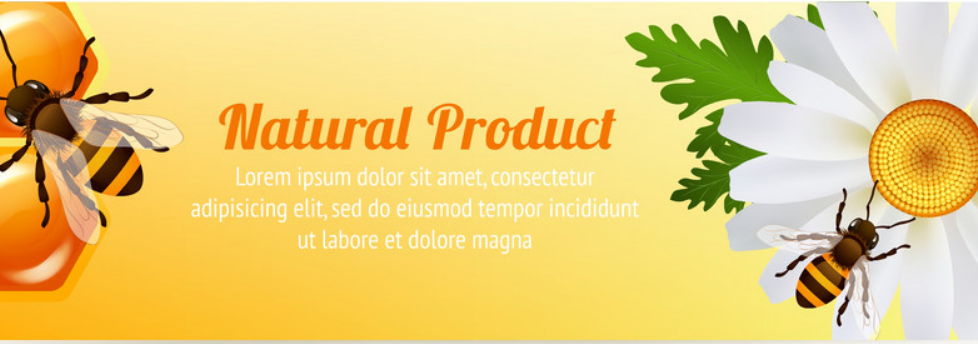 Natural Product
Lorem ipsum dolor sit amet, consectetur
adipisicing elit, sed do eiusmod tempor incididunt
ut labore et dolore magna